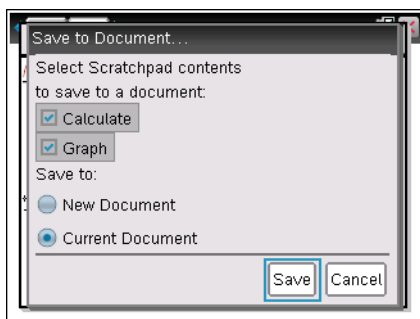 Save to Document...
Select Scratchpad contents
to save to a document:
Calculate
Graph
Save to:
New Document
Current Document
Save Cancel